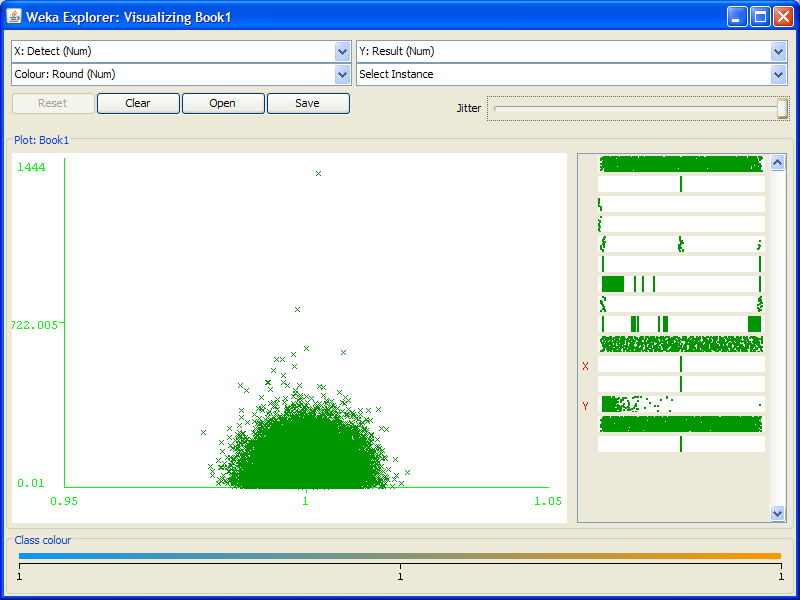 Weka Explorer: Visualizing Book1
X: Detect (Num)
Y: Result (Num)
Colour: Round (Num)
Select Instance
Reset
Clear
Open
Save
Jitter
Plot: Book1
1444
722.005
0.01
0.95
1
1.05
X
Y
Class colour
1
1
1